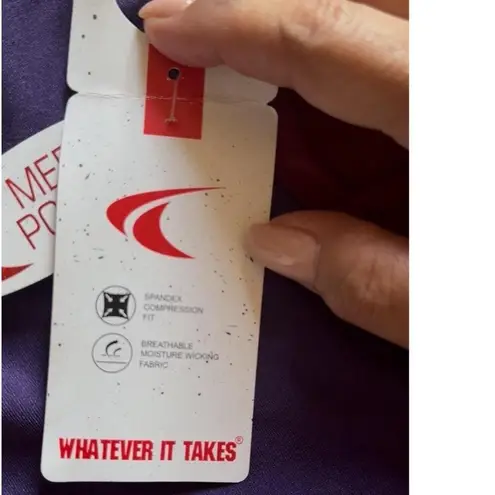 SPANDEX
COMPRESSION
FIT
BREATHABLE
MOISTURE WICKING
FABRIC
WHATEVER IT TAKES®